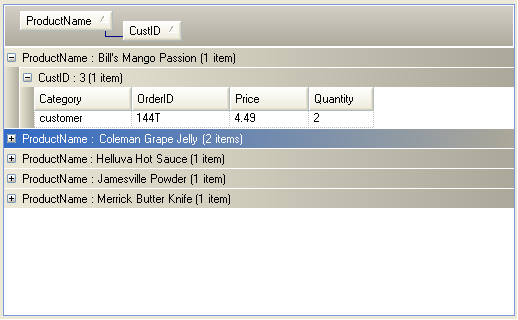 ProductName
CustID
ProductName : Bill's Mango Passion (1 item)
CustID : 3 (1 item)
Category OrderID Price Quantity
customer 144T 4.49 2
ProductName : Coleman Grape Jelly (2 items)
ProductName : Helluva Hot Sauce (1 item)
ProductName : Jamesville Powder (1 item)
ProductName : Merrick Butter Knife (1 item)